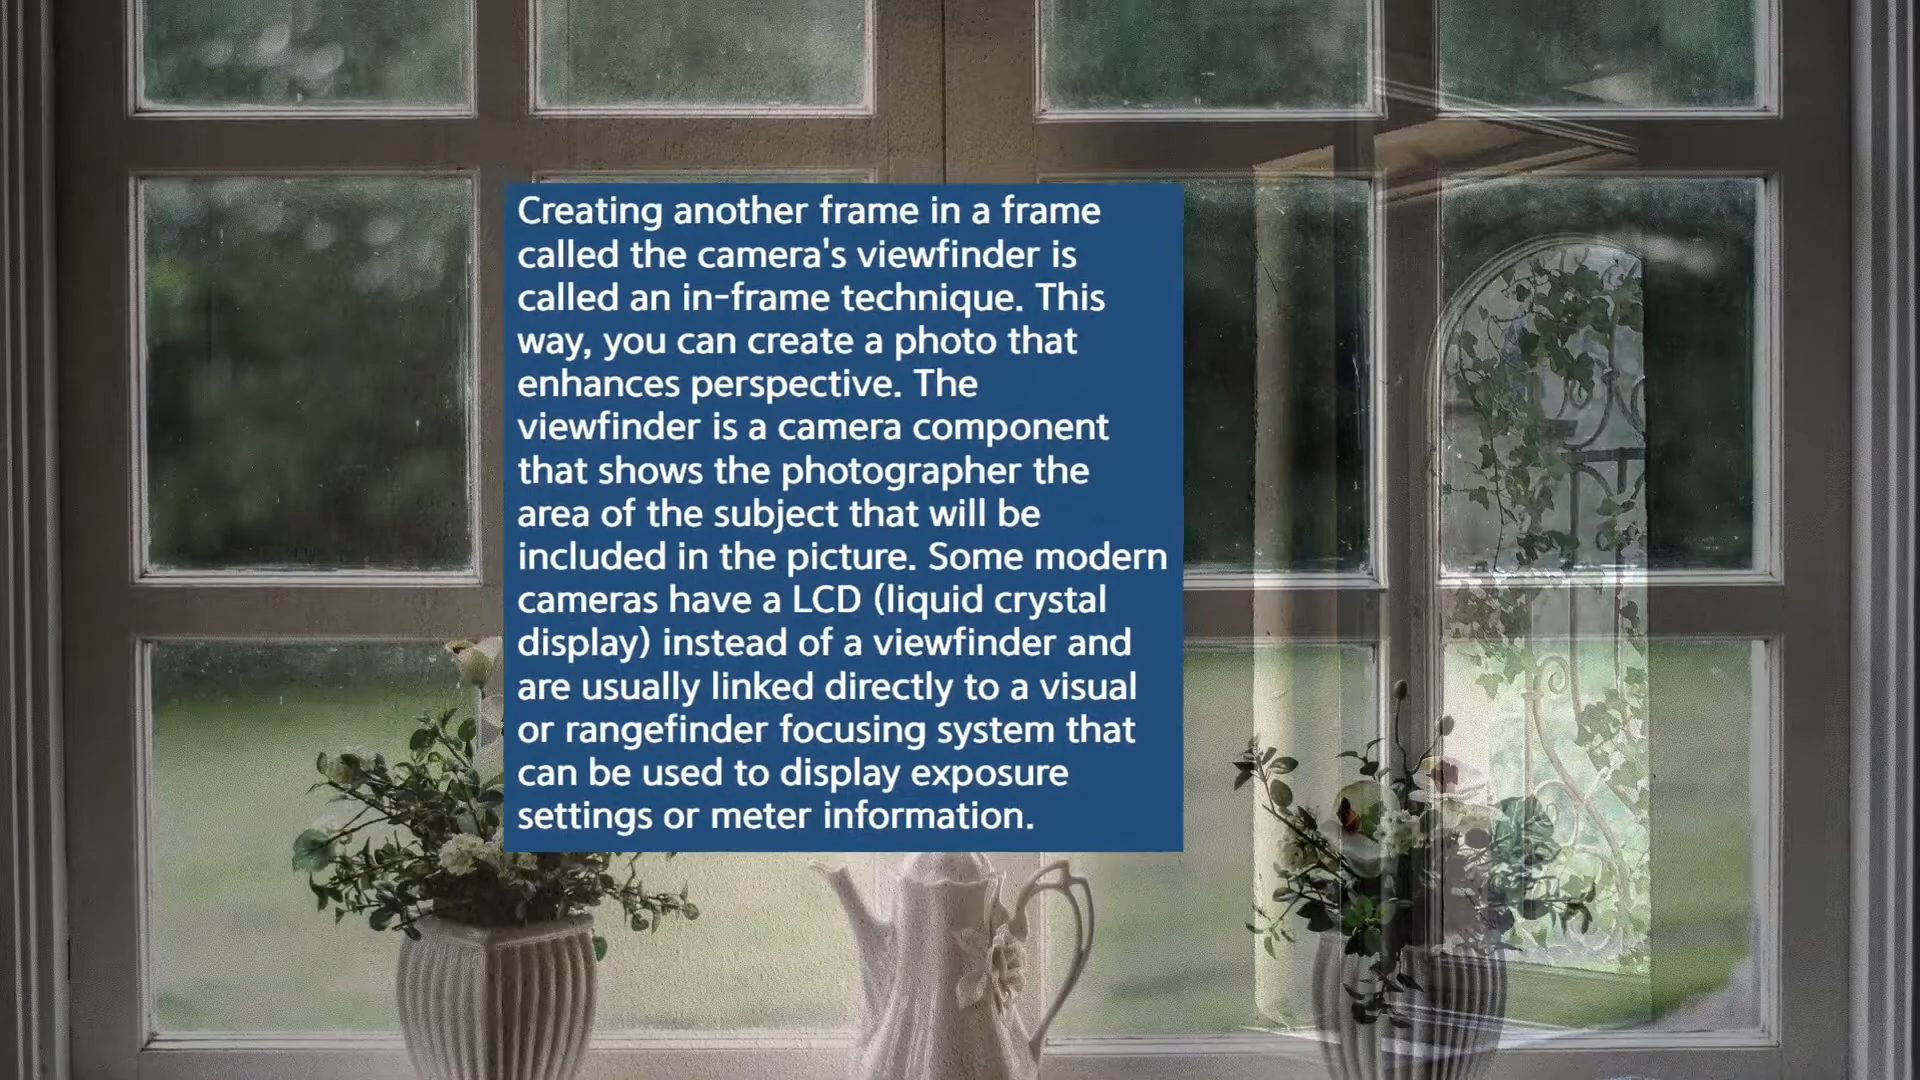 Creating another frame in a frame
called the camera's viewfinder is
called an in-frame technique. This
way, you can create a photo that
enhances perspective. The
viewfinder is a camera component
that shows the photographer the
area of the subject that will be
included in the picture. Some modern
cameras have a LCD (liquid crystal
display) instead of a viewfinder and
are usually linked directly to a visual
or rangefinder focusing system that
can be used to display exposure
settings or meter information.